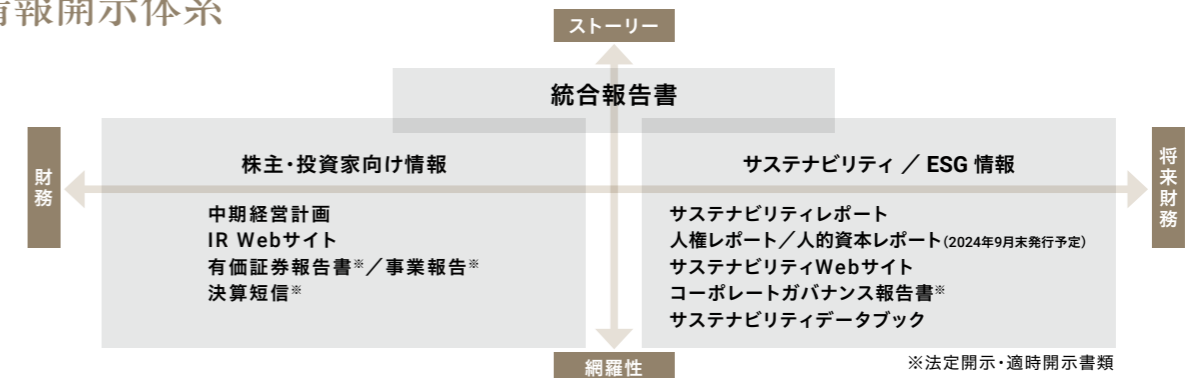 情報開示体系
ストーリー
統合報告書
財務
株主・投資家向け情報
中期経営計画
IR Webサイト
有価証券報告書※／事業報告※
決算短信※
サステナビリティ／ESG 情報
サステナビリティレポート
人権レポート／人的資本レポート(2024年9月末発行予定)
サステナビリティWebサイト
コーポレートガバナンス報告書※
サステナビリティデータブック
将来財務
網羅性
※法定開示・適時開示書類